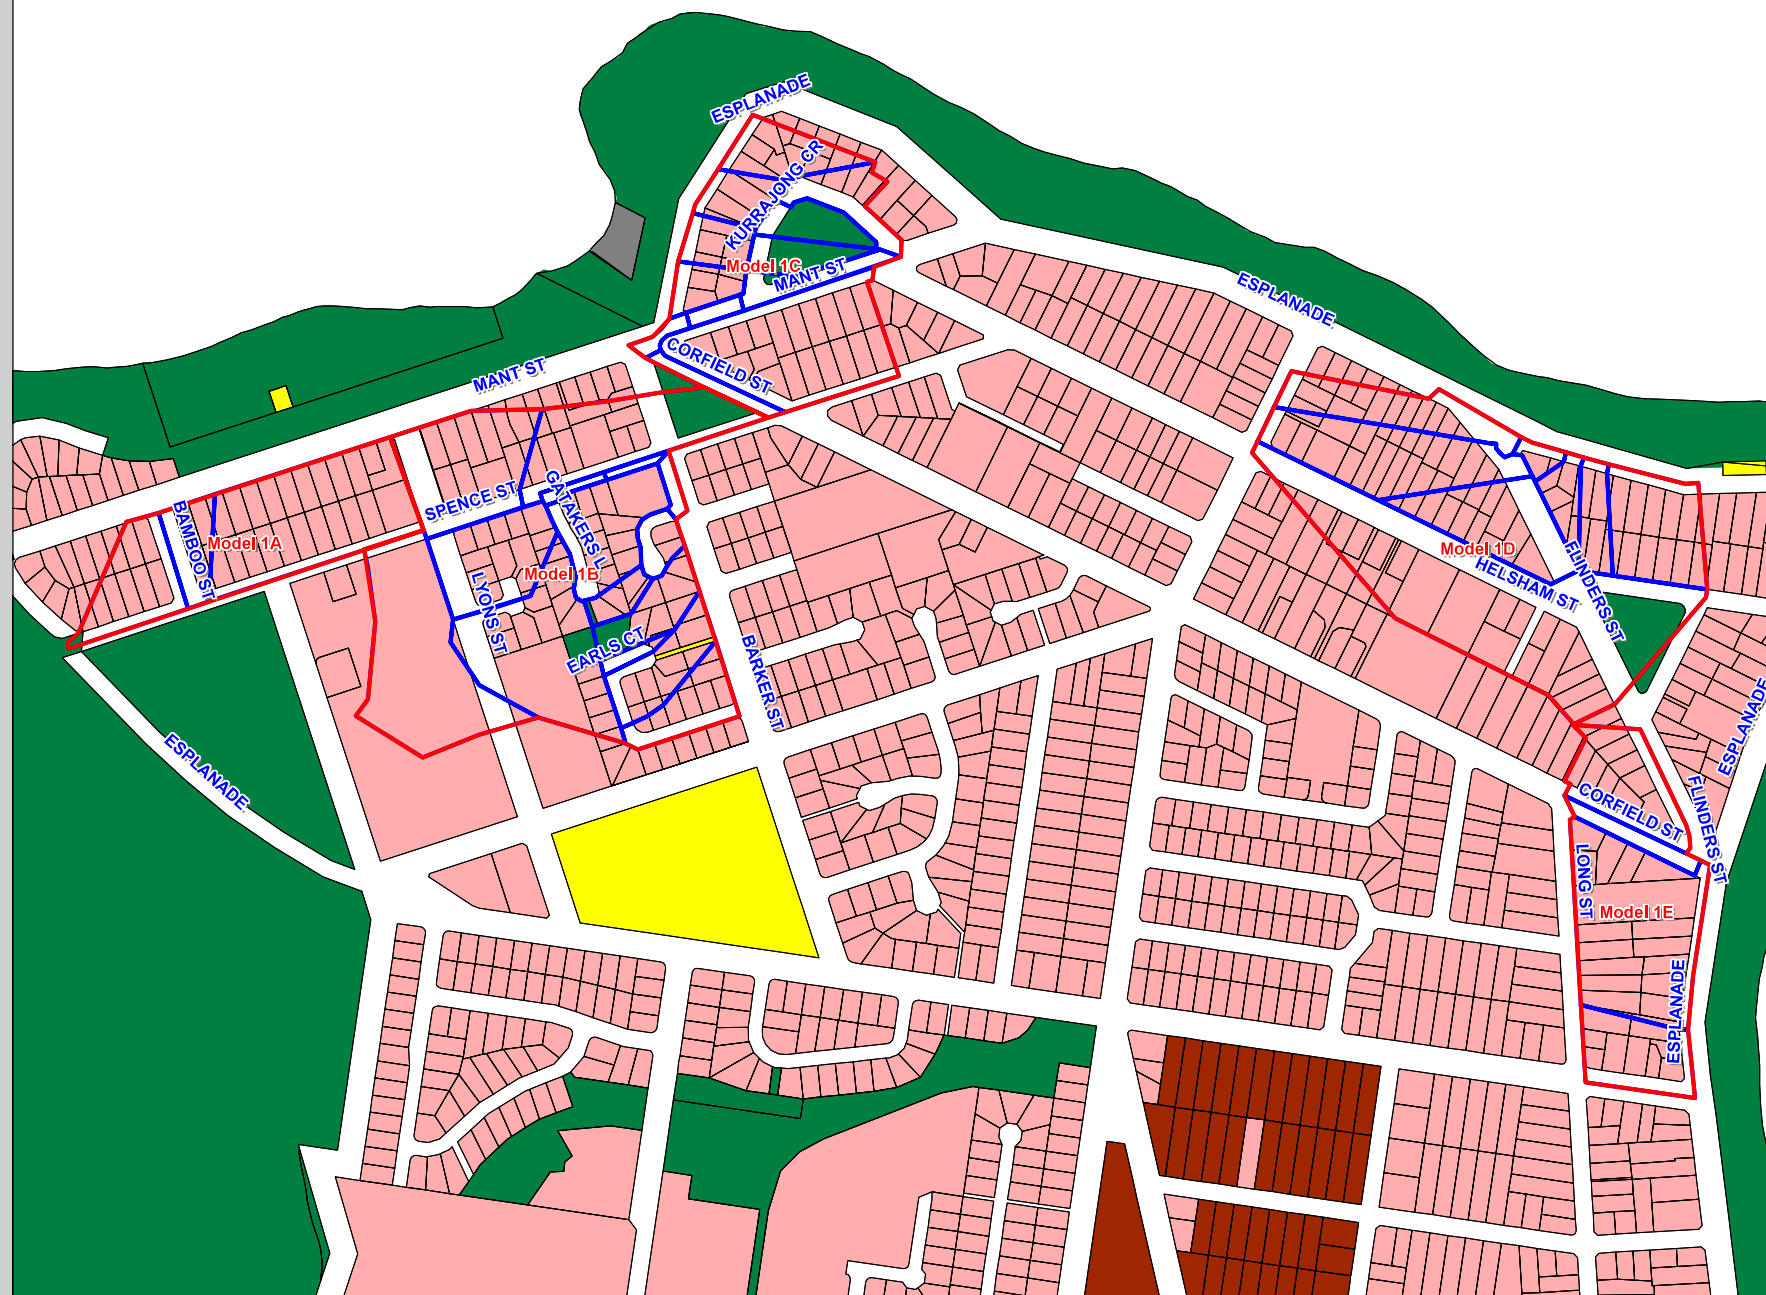 ESPLANADE
KURRAJONG CR
Model 1C
MANT ST
ESPLANADE
CORFIELD ST
MANT ST
SPENCE ST
GATAKERS L
BAMBOO ST
Model 1A
Model 1B
LYONS ST
EARLS CT
BARKER ST
Model 1D
HELSHAM ST
FLINDERS ST
ESPLANADE
ESPLANADE
CORFIELD ST
FLINDERS ST
LONG ST
Model 1E
ESPLANADE